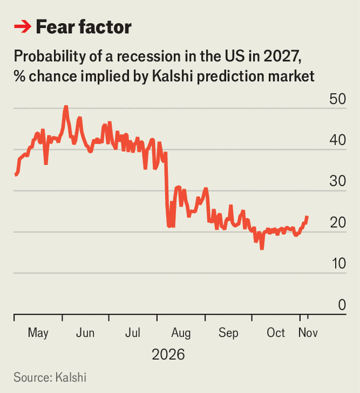 → Fear factor
Probability of a recession in the US in 2027,
% chance implied by Kalshi prediction market
50
40
30
20
10
0
May Jun Jul Aug Sep Oct Nov
2026
Source: Kalshi